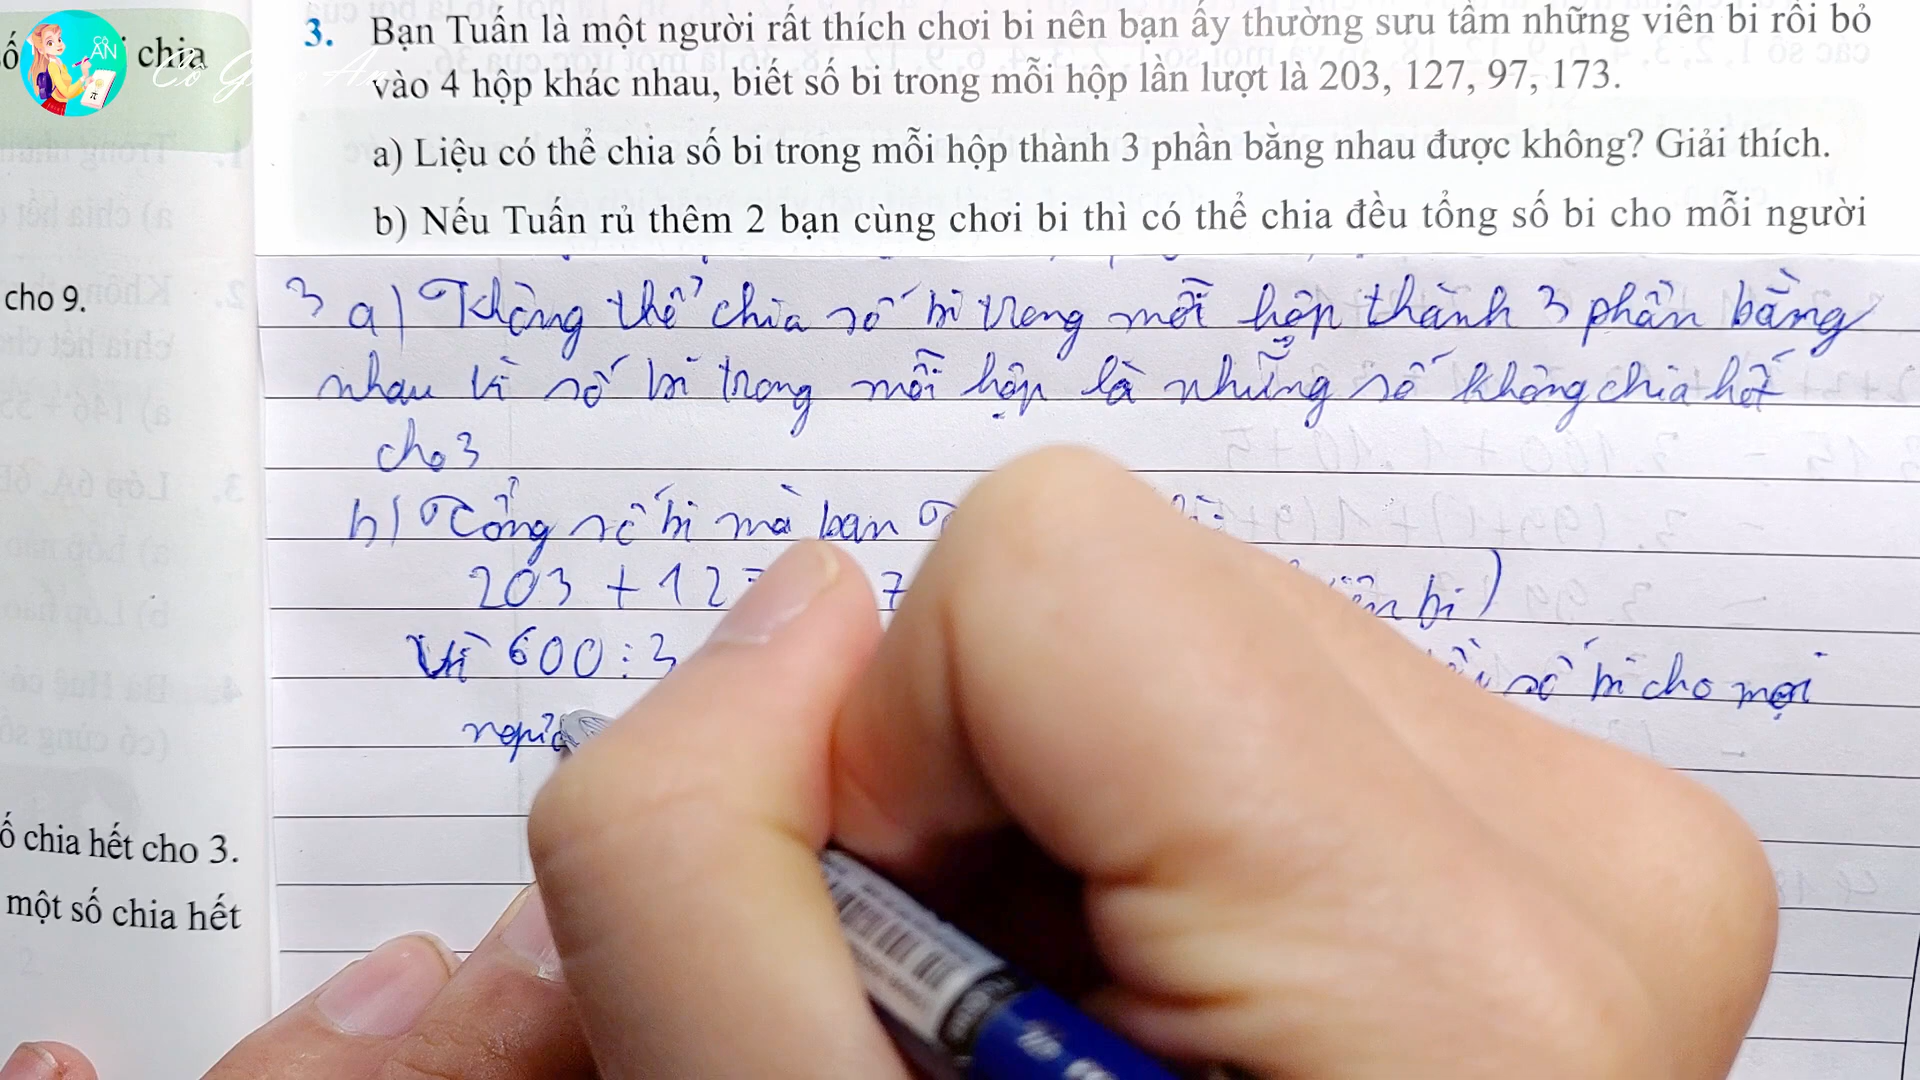 ố chia
CÔ
ÂN
3. Bạn Tuấn là một người rất thích chơi bi nên bạn ấy thường sưu tầm những viên bi rồi bỏ
vào 4 hộp khác nhau, biết số bi trong mỗi hộp lần lượt là 203, 127, 97, 173.
a) Liệu có thể chia số bi trong mỗi hộp thành 3 phần bằng nhau được không? Giải thích.
b) Nếu Tuấn rủ thêm 2 bạn cùng chơi bi thì có thể chia đều tổng số bi cho mỗi người
cho 9.
3 a) Không thể chia số bi trong mỗi hộp thành 3 phần bằng
nhau vì số bi trong mỗi hộp là những số không chia hết
cho 3
b) Tổng số bi mà bạn
203 + 12 7 bi)
Vì 600 : 3 số bi cho mọi
ố chia hết cho 3.
một số chia hết